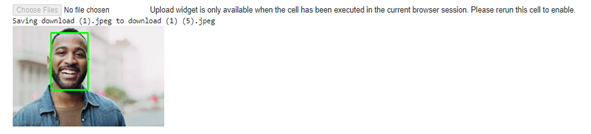 Choose Files No file chosen Upload widget is only available when the cell has been executed in the current browser session. Please rerun this cell to enable.
Saving download (1).jpeg to download (1) (5).jpeg